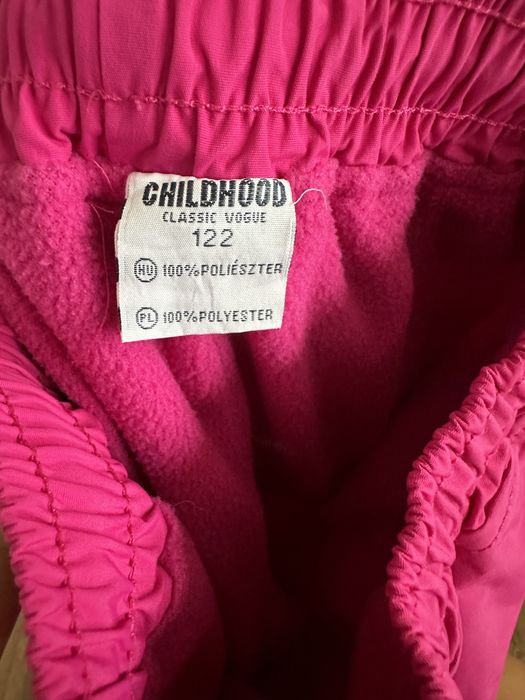 CHILDHOOD
CLASSIC VOGUE
122
HU 100%POLIÉSZTER
PL 100%POLYESTER